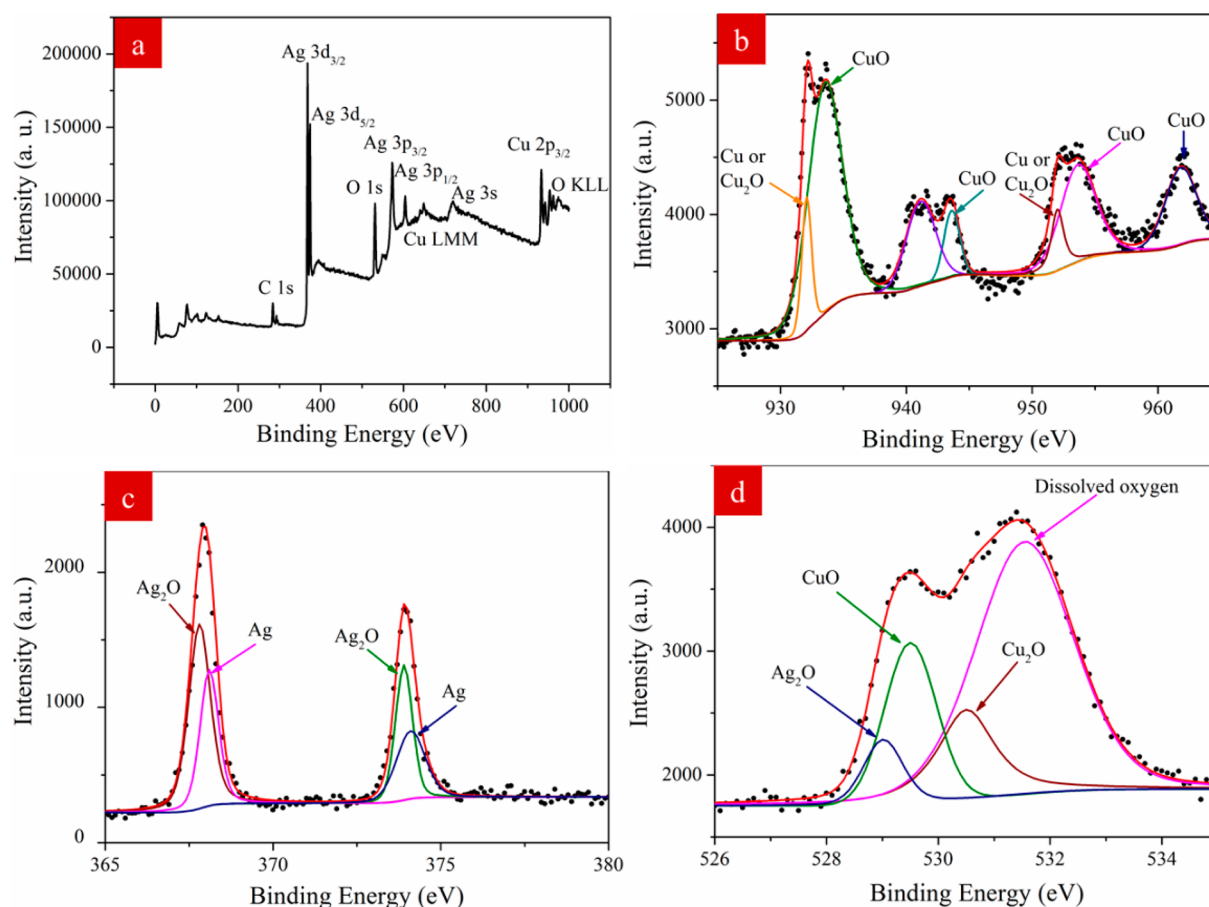 a
200000
150000
100000
50000
0
Intensity (a. u.)
Ag 3d3/2
Ag 3d5/2
Ag 3p3/2
Ag 3p1/2
O 1s
Ag 3s
Cu LMM
C 1s
Cu 2p3/2
O KLL
0 200 400 600 800 1000
Binding Energy (eV)
b
5000
4000
3000
Intensity (a.u.)
CuO
Cu or
Cu2O
CuO
Cu or
Cu2O
CuO
CuO
930 940 950 960
Binding Energy (eV)
c
2000
1000
0
Intensity (a.u.)
Ag2O
Ag
Ag2O
Ag
365 370 375 380
Binding Energy (eV)
d
4000
3000
2000
Intensity (a.u.)
Dissolved oxygen
CuO
Cu2O
Ag2O
526 528 530 532 534
Binding Energy (eV)